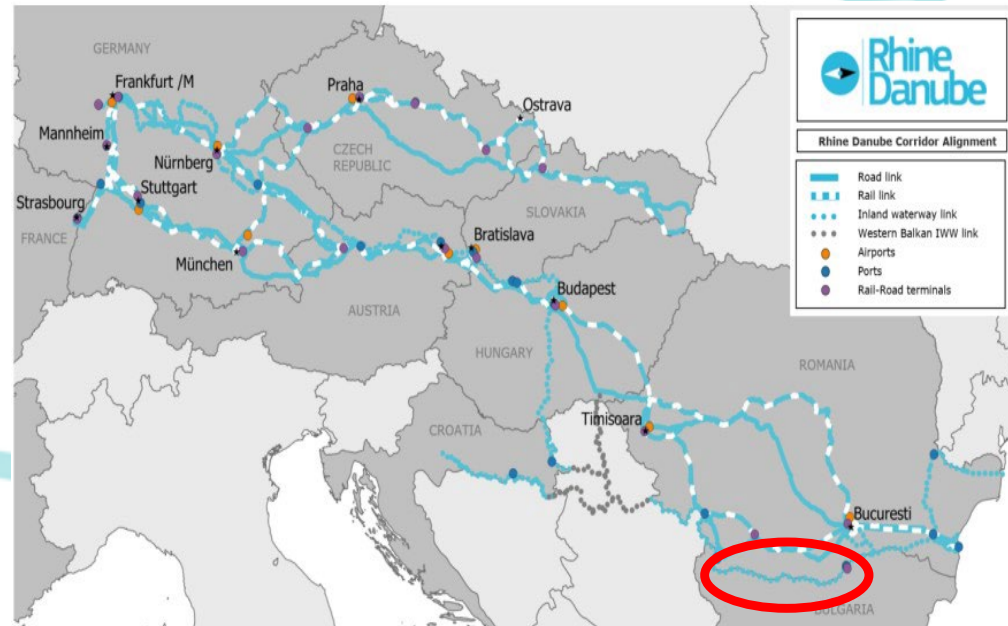 GERMANY
Frankfurt /M
Praha
Ostrava
Mannheim
CZECH
REPUBLIC
Nürnberg
Stuttgart
Strasbourg
SLOVAKIA
FRANCE
Bratislava
München
Budapest
AUSTRIA
HUNGARY
ROMANIA
Timisoara
CROATIA
Bucuresti
BULGARIA
Rhine
Danube
Rhine Danube Corridor Alignment
Road link
Rail link
Inland waterway link
Western Balkan IWW link
Airports
Ports
Rail-Road terminals